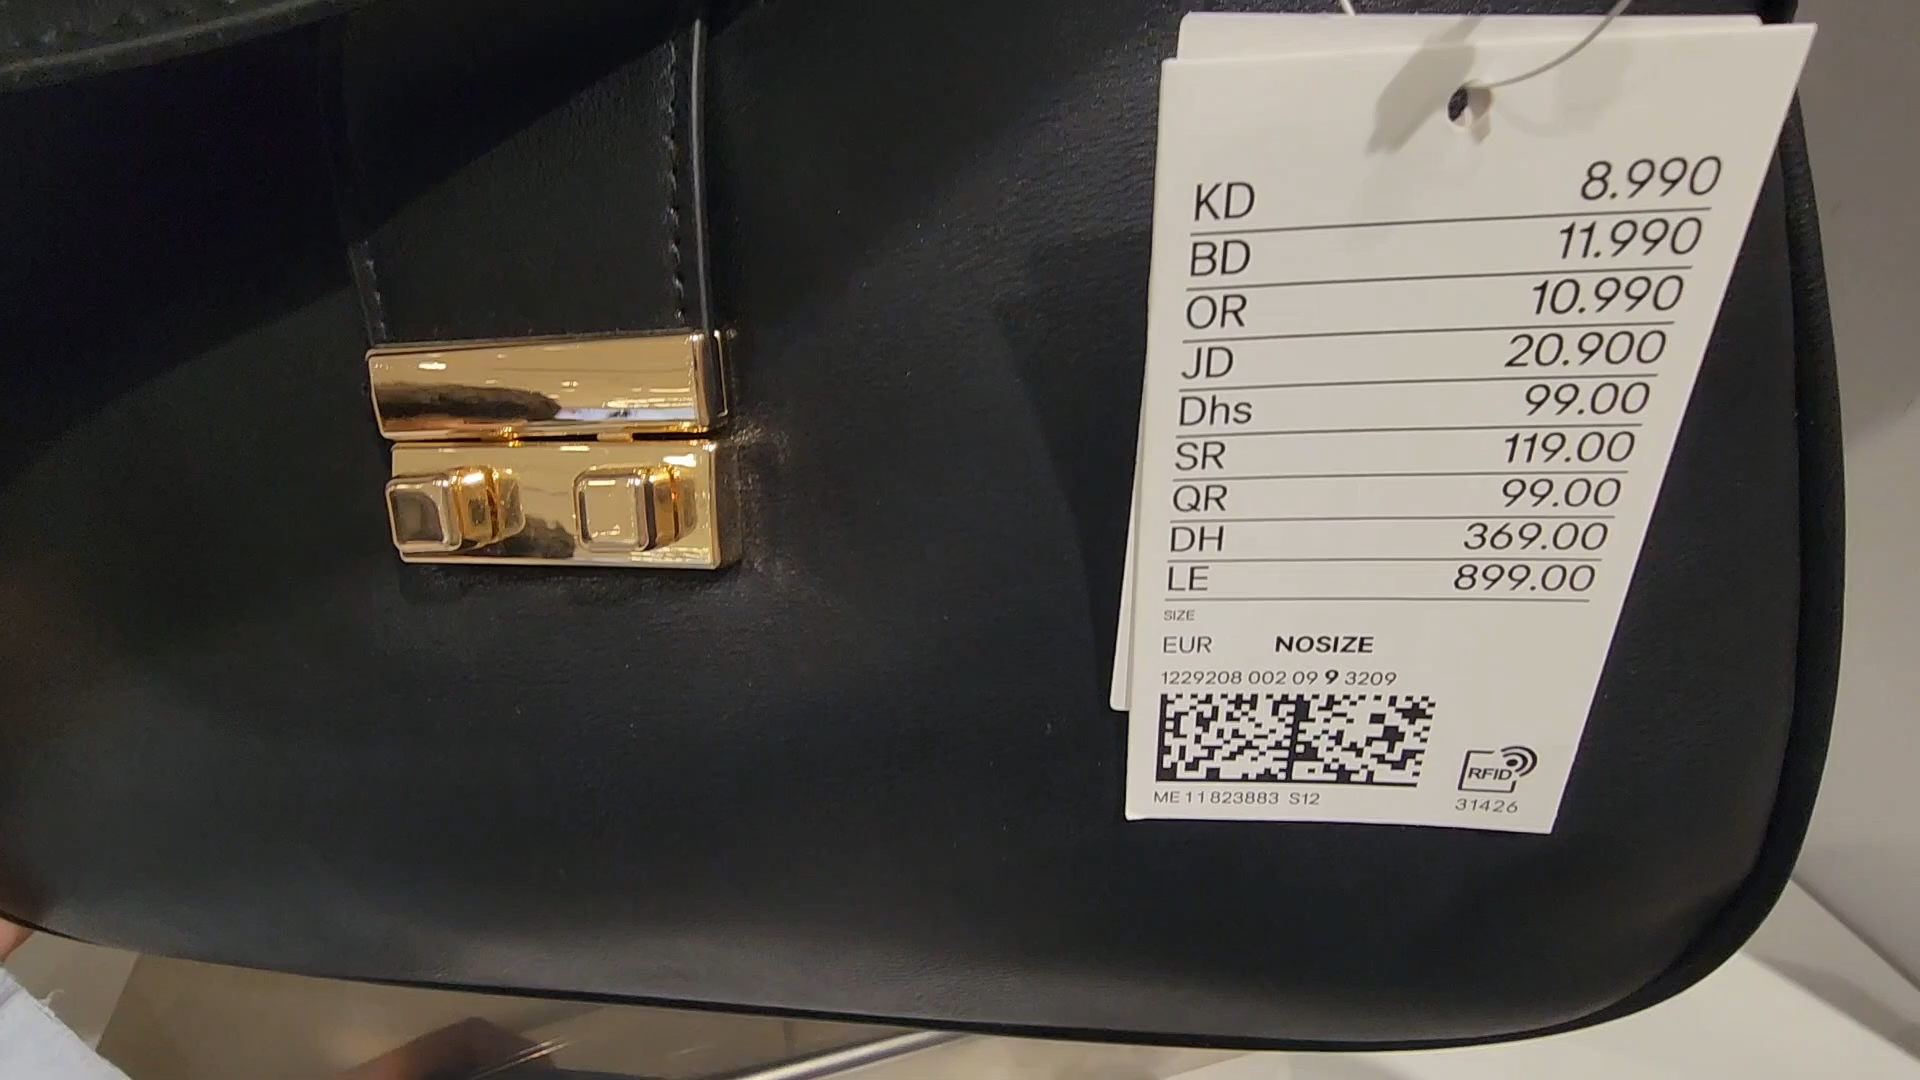 KD 8.990
BD 11.990
OR 10.990
JD 20.900
Dhs 99.00
SR 119.00
QR 99.00
DH 369.00
LE 899.00
SIZE
EUR NOSIZE
1229208 002 09 9 3209
RFID
ME 11823883 S12
31426